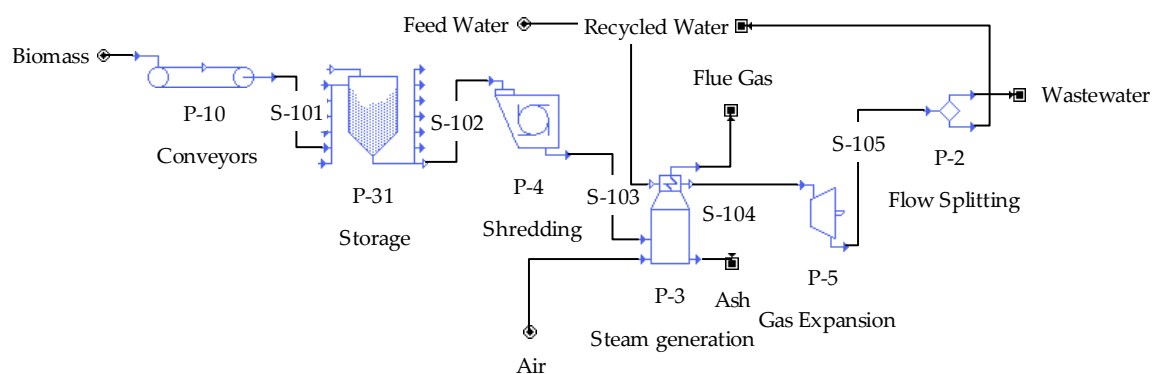 Feed Water
Recycled Water
Biomass
Flue Gas
Wastewater
P-10
S-101
S-102
S-105
Conveyors
P-4
P-2
P-31
S-103
S-104
Flow Splitting
Shredding
Storage
P-5
P-3
Ash
Gas Expansion
Steam generation
Air